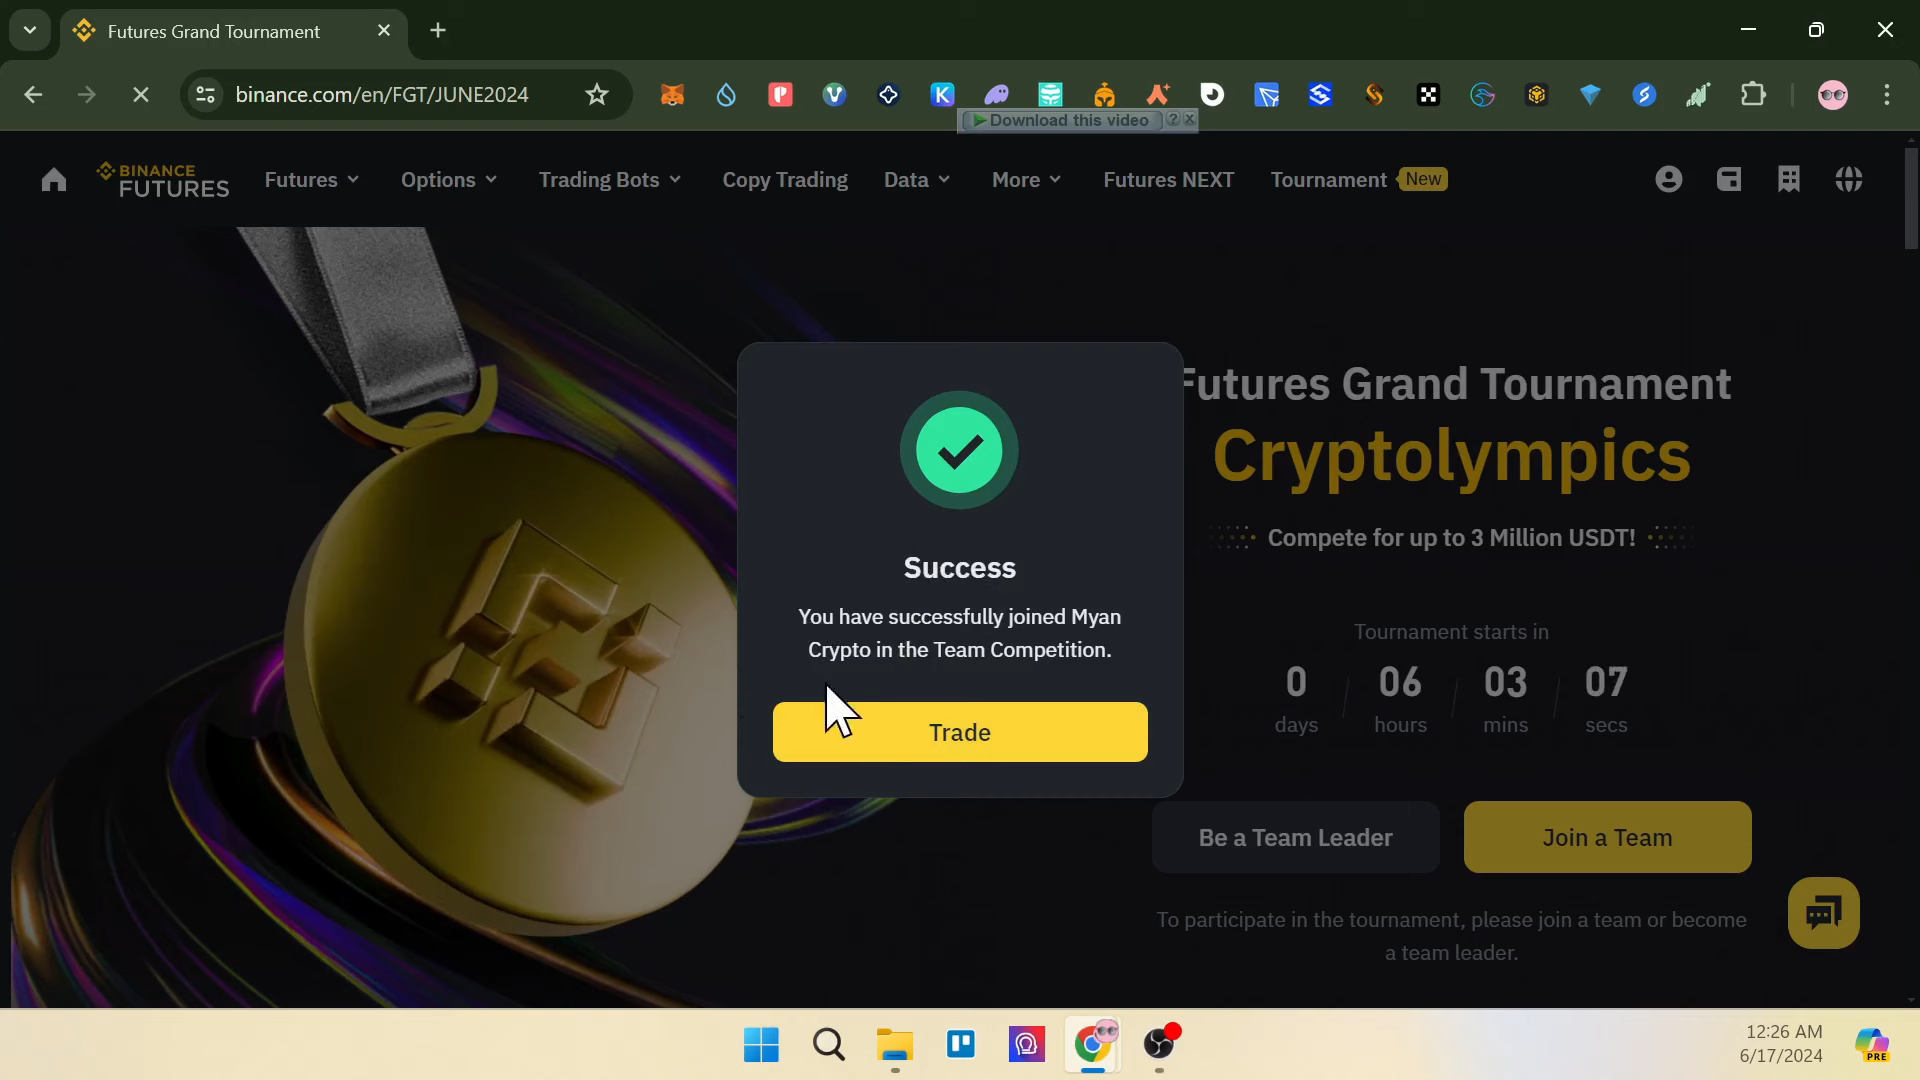 Futures Grand Tournament
binance.com/en/FGT/JUNE2024
Download this video
BINANCE
FUTURES
Futures
Options
Trading Bots
Copy Trading
Data
More
Futures NEXT
Tournament New
Futures Grand Tournament
Cryptolympics
Compete for up to 3 Million USDT!
Tournament starts in
0 06 03 07
days hours mins secs
Success
You have successfully joined Myan
Crypto in the Team Competition.
Trade
Be a Team Leader
Join a Team
To participate in the tournament, please join a team or become
a team leader.
12:26 AM
6/17/2024
PRE